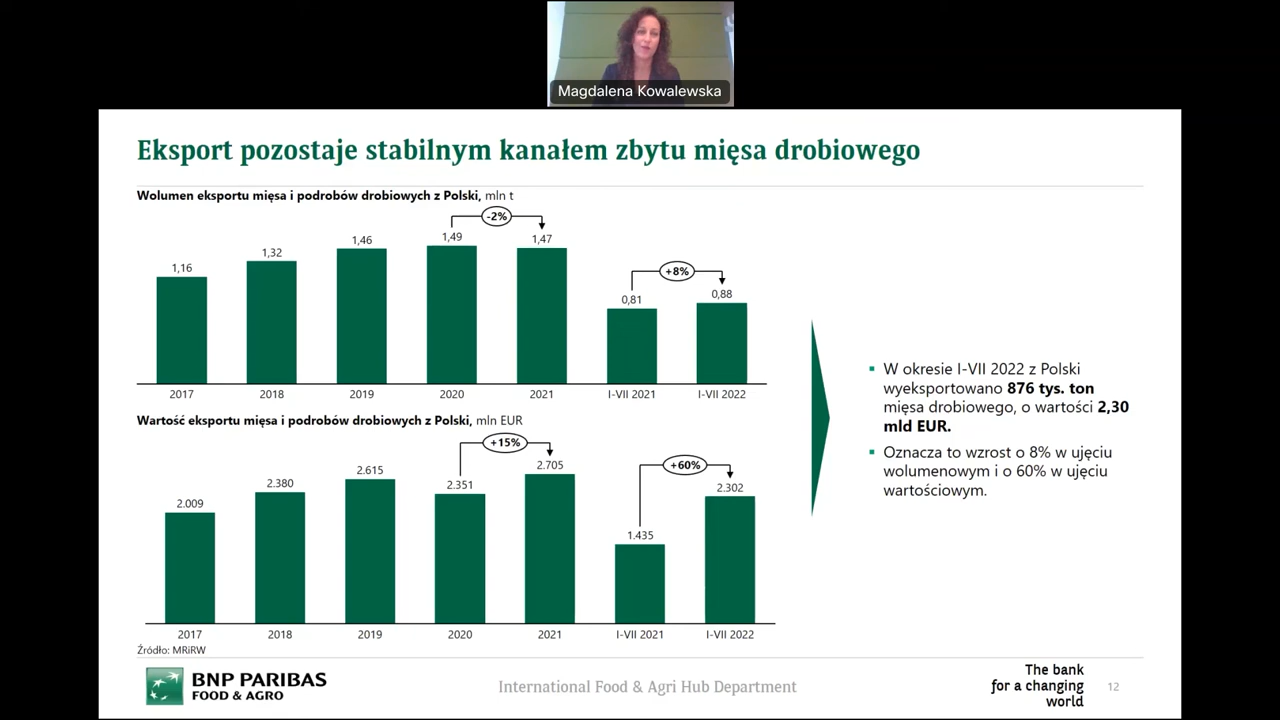 Magdalena Kowalewska
Eksport pozostaje stabilnym kanałem zbytu mięsa drobiowego
Wolumen eksportu mięsa i podrobów drobiowych z Polski, mln t
-2%
+8%
1,16
1,32
1,46
1,49
1,47
0,81
0,88
2017
2018
2019
2020
2021
I-VII 2021
I-VII 2022
Wartość eksportu mięsa i podrobów drobiowych z Polski, mln EUR
+15%
+60%
2.009
2.380
2.615
2.351
2.705
1.435
2.302
2017
2018
2019
2020
2021
I-VII 2021
I-VII 2022
Źródło: MRiRW
W okresie I-VII 2022 z Polski
wyeksportowano 876 tys. ton
mięsa drobiowego, o wartości 2,30
mld EUR.
Oznacza to wzrost o 8% w ujęciu
wolumenowym i o 60% w ujęciu
wartościowym.
BNP PARIBAS
FOOD & AGRO
International Food & Agri Hub Department
The bank
for a changing
world
12